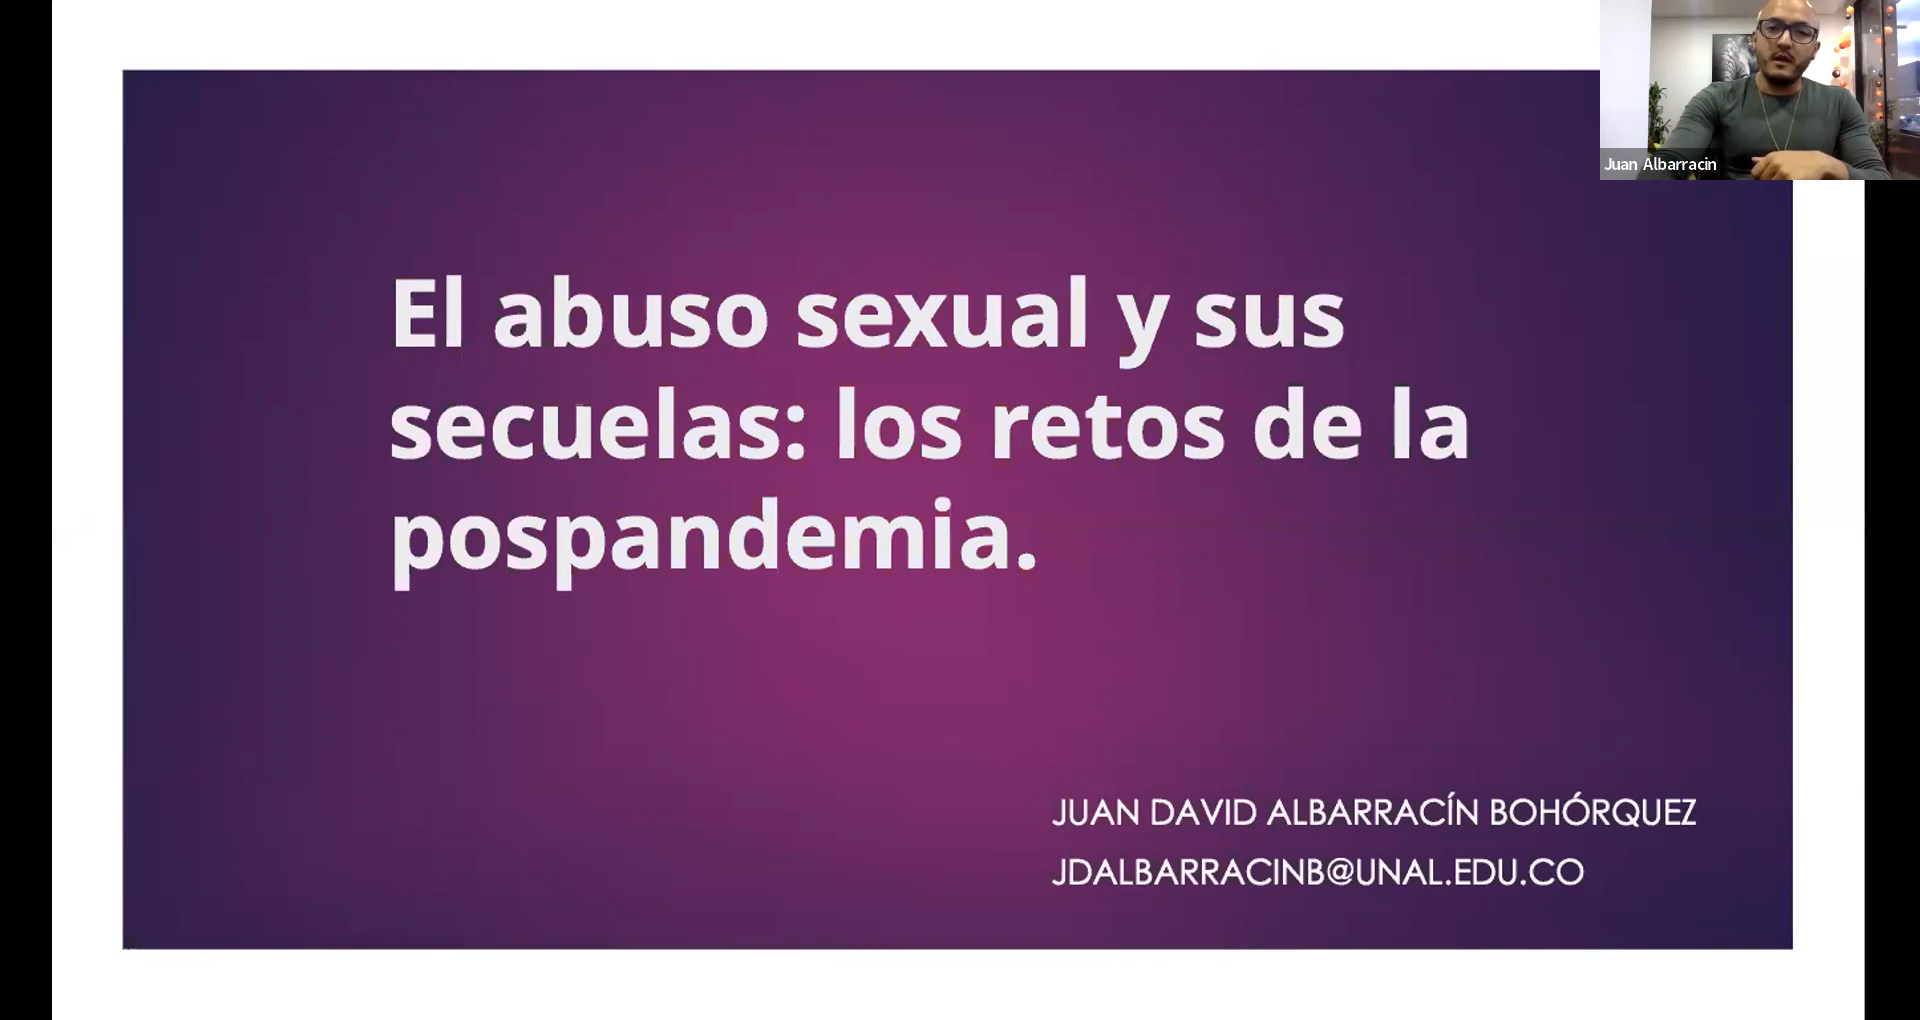 Juan Albarracin
El abuso sexual y sus
secuelas: los retos de la
pospandemia.
JUAN DAVID ALBARRACÍN BOHÓRQUEZ
JDALBARRACINB@UNAL.EDU.CO